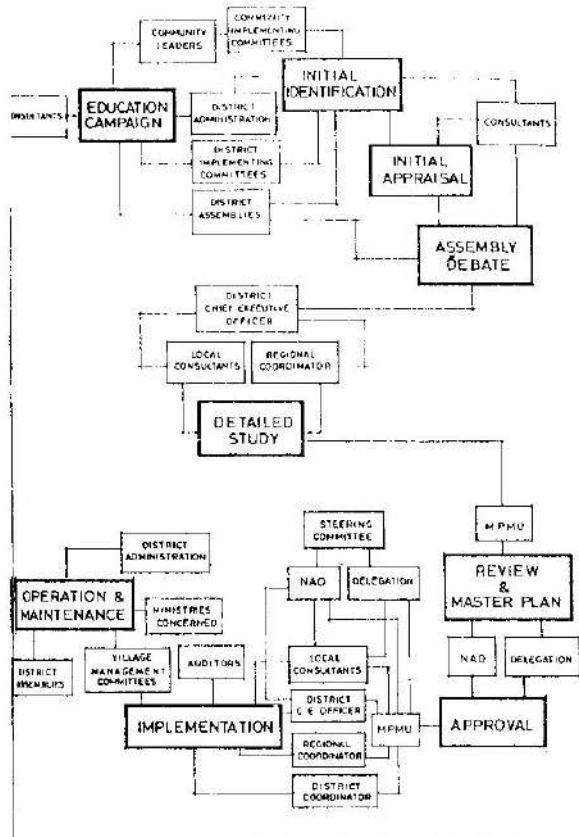 COMMUNITY
IMPLEMENTING
COMMITTEES
COMMUNITY
LEADERS
INITIAL
IDENTIFICATION
EDUCATION
CAMPAIGN
DISTRICT
ADMINISTRATION
CONSULTANTS
DISTRICT
IMPLEMENTING
COMMITTEES
INITIAL
APPRAISAL
DISTRICT
ASSEMBLIES
ASSEMBLY
DEBATE
DISTRICT
CHIEF EXECUTIVE
OFFICER
LOCAL
CONSULTANTS
REGIONAL
COORDINATOR
DETAILED
STUDY
MPMU
STEERING
COMMITTEE
DISTRICT
ADMINISTRATION
NAO
DELEGATION
REVIEW
&
MASTER PLAN
OPERATION &
MAINTENANCE
MINISTRIES
CONCERNED
LOCAL
CONSULTANTS
NAO
DELEGATION
VILLAGE
MANAGEMENT
COMMITTEES
AUDITORS
DISTRICT
DISTRICT
C E OFFICER
IMPLEMENTATION
MPMU
APPROVAL
REGIONAL
COORDINATOR
DISTRICT
COORDINATOR